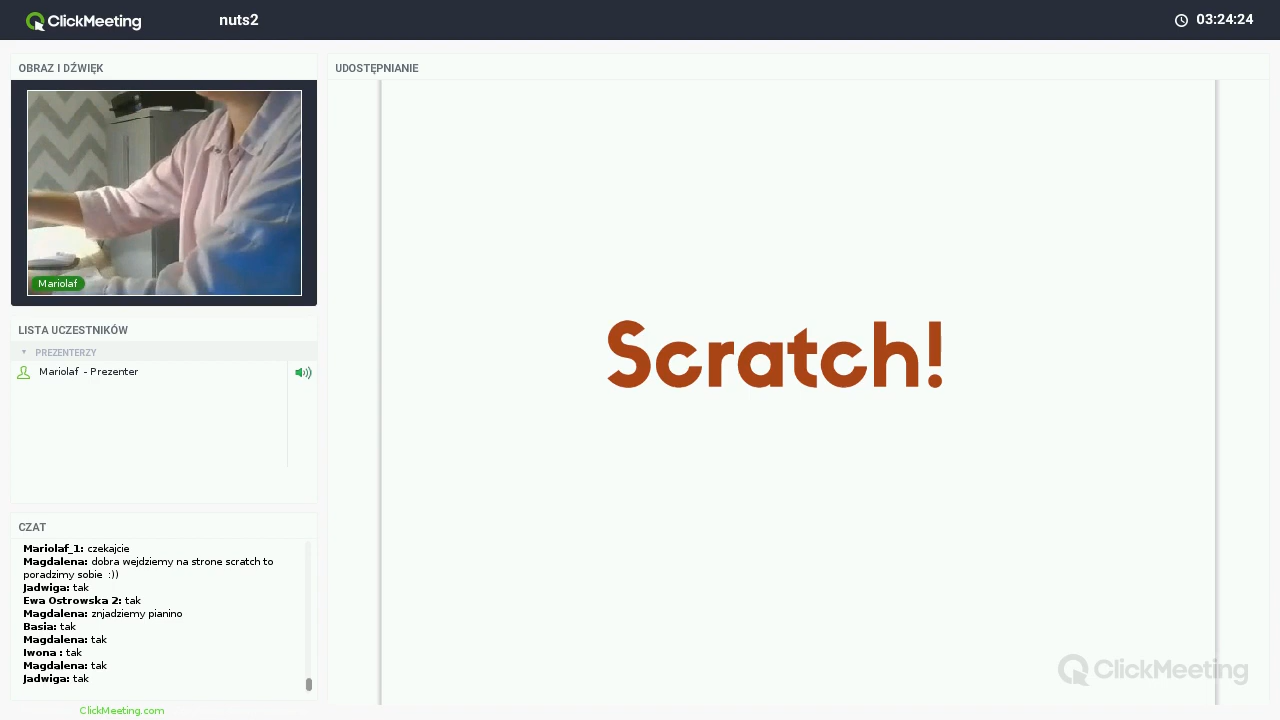 ClickMeeting
nuts2
03:24:24
OBRAZ I DŹWIĘK
UDOSTĘPNIANIE
Mariolaf
Scratch!
LISTA UCZESTNIKÓW
PREZENTERZY
Mariolaf - Prezenter
CZAT
Mariolaf_1: czekajcie
Magdalena: dobra wejdziemy na strone scratch to
poradzimy sobie :))
Jadwiga: tak
Ewa Ostrowska 2: tak
Magdalena: znjadziemy pianino
Basia: tak
Magdalena: tak
Iwona : tak
Magdalena: tak
Jadwiga: tak
ClickMeeting
ClickMeeting.com